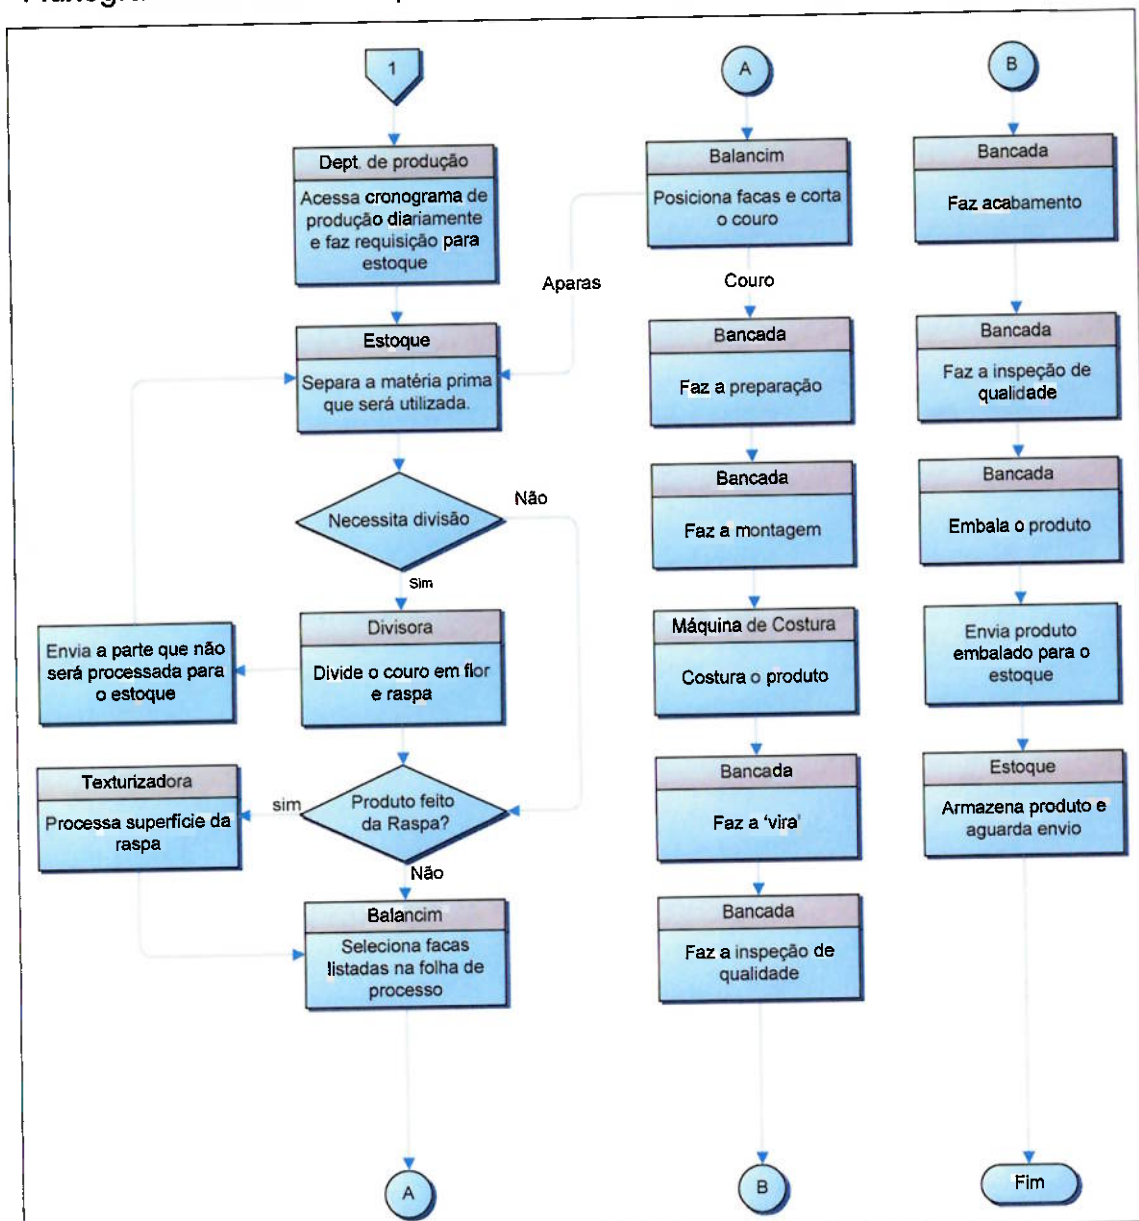 1
Dept. de produção
Acessa cronograma de
produção diariamente
e faz requisição para
estoque
Estoque
Separa a matéria prima
que será utilizada.
Necessita divisão
Não
Sim
Divisora
Divide o couro em flor
e raspa
Envia a parte que não
será processada para
o estoque
Produto feito
da Raspa?
sim
Texturizadora
Processa superfície da
raspa
Não
Balancim
Seleciona facas
listadas na folha de
processo
A
A
Balancim
Posiciona facas e corta
o couro
Aparas
Couro
Bancada
Faz a preparação
Bancada
Faz a montagem
Máquina de Costura
Costura o produto
Bancada
Faz a 'vira'
Bancada
Faz a inspeção de
qualidade
B
B
Bancada
Faz acabamento
Bancada
Faz a inspeção de
qualidade
Bancada
Embala o produto
Envia produto
embalado para o
estoque
Estoque
Armazena produto e
aguarda envio
Fim